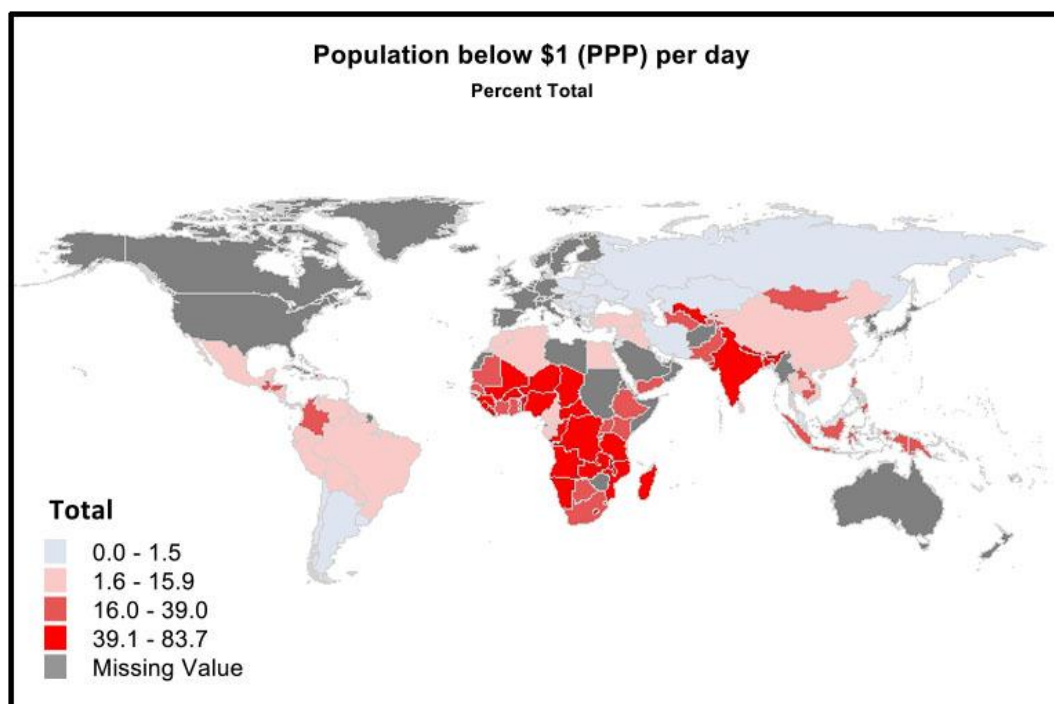 Population below $1 (PPP) per day
Percent Total
Total
0.0 - 1.5
1.6 - 15.9
16.0 - 39.0
39.1 - 83.7
Missing Value